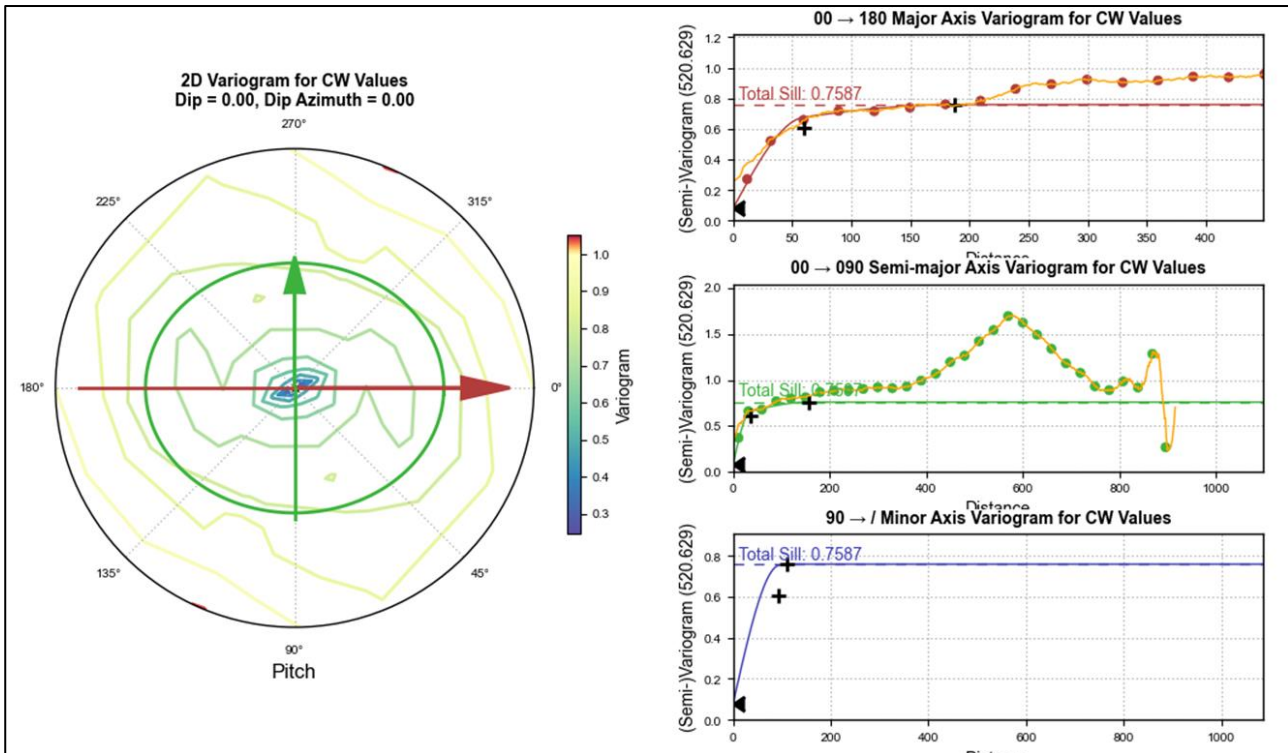 2D Variogram for CW Values
Dip = 0.00, Dip Azimuth = 0.00
270°
225°
315°
180°
0°
135°
45°
90°
Pitch
1.0
0.9
0.8
0.7
0.6
0.5
0.4
0.3
Variogram
00 → 180 Major Axis Variogram for CW Values
(Semi-)Variogram (520.629)
1.2
1.0
0.8
0.6
0.4
0.2
0.0
Total Sill: 0.7587
0 50 100 150 200 250 300 350 400
Distance
00 → 090 Semi-major Axis Variogram for CW Values
(Semi-)Variogram (520.629)
2.0
1.5
1.0
0.5
0.0
Total Sill: 0.7587
0 200 400 600 800 1000
Distance
90 → / Minor Axis Variogram for CW Values
(Semi-)Variogram (520.629)
0.8
0.6
0.4
0.2
0.0
Total Sill: 0.7587
0 200 400 600 800 1000
Distance